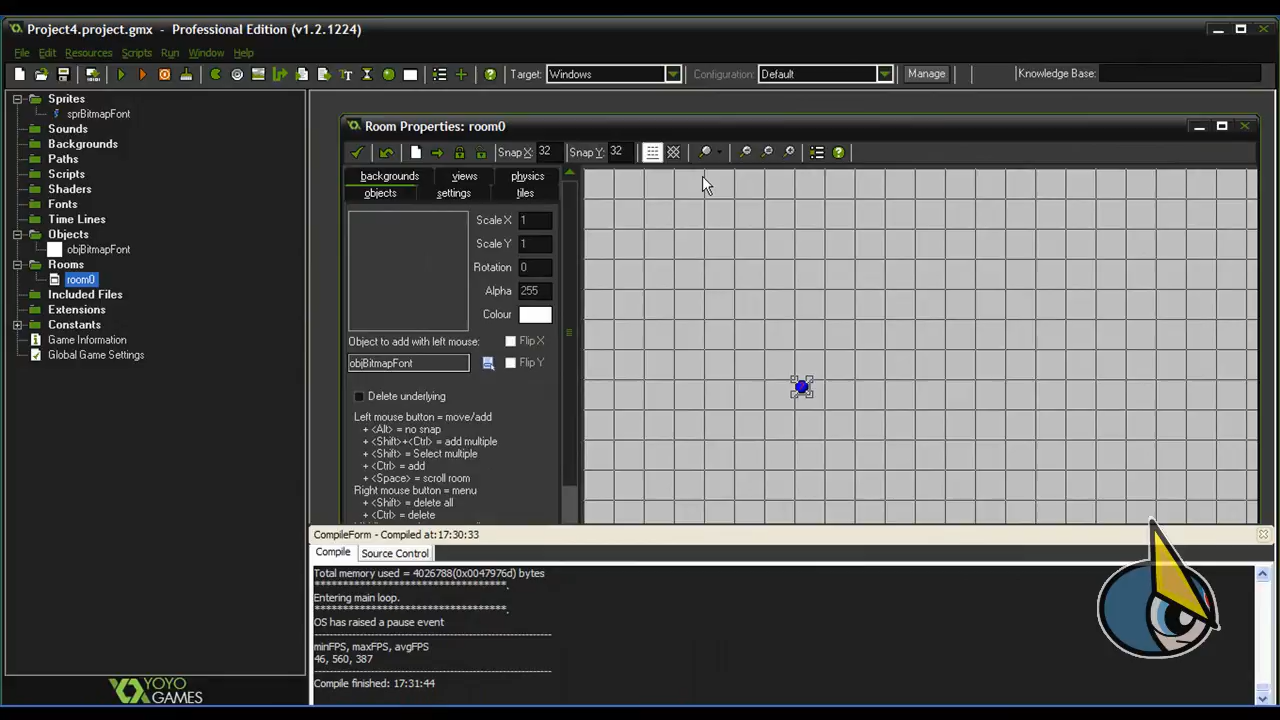 Project4.project.gmx - Professional Edition (v1.2.1224)
File Edit Resources Scripts Run Window Help
Target: Windows Configuration: Default Manage Knowledge Base:
Sprites
sprBitmapFont
Sounds
Backgrounds
Paths
Scripts
Shaders
Fonts
Time Lines
Objects
objBitmapFont
Rooms
room0
Included Files
Extensions
Constants
Game Information
Global Game Settings
YOYO
GAMES
Room Properties: room0
Snap X: 32 Snap Y: 32
backgrounds views physics
objects settings tiles
Scale X 1
Scale Y 1
Rotation 0
Alpha 255
Colour
Object to add with left mouse: Flip X
objBitmapFont Flip Y
Delete underlying
Left mouse button = move/add
+ <Alt> = no snap
+ <Shift>+<Ctrl> = add multiple
+ <Shift> = Select multiple
+ <Ctrl> = add
+ <Space> = scroll room
Right mouse button = menu
+ <Shift> = delete all
+ <Ctrl> = delete
CompileForm - Compiled at:17:30:33
Compile Source Control
Total memory used = 4026788(0x0047976d) bytes
**********************************.
Entering main loop.
**********************************.
OS has raised a pause event
----------------------------------------------------------
minFPS, maxFPS, avgFPS
46, 560, 387
----------------------------------------------------------
Compile finished: 17:31:44